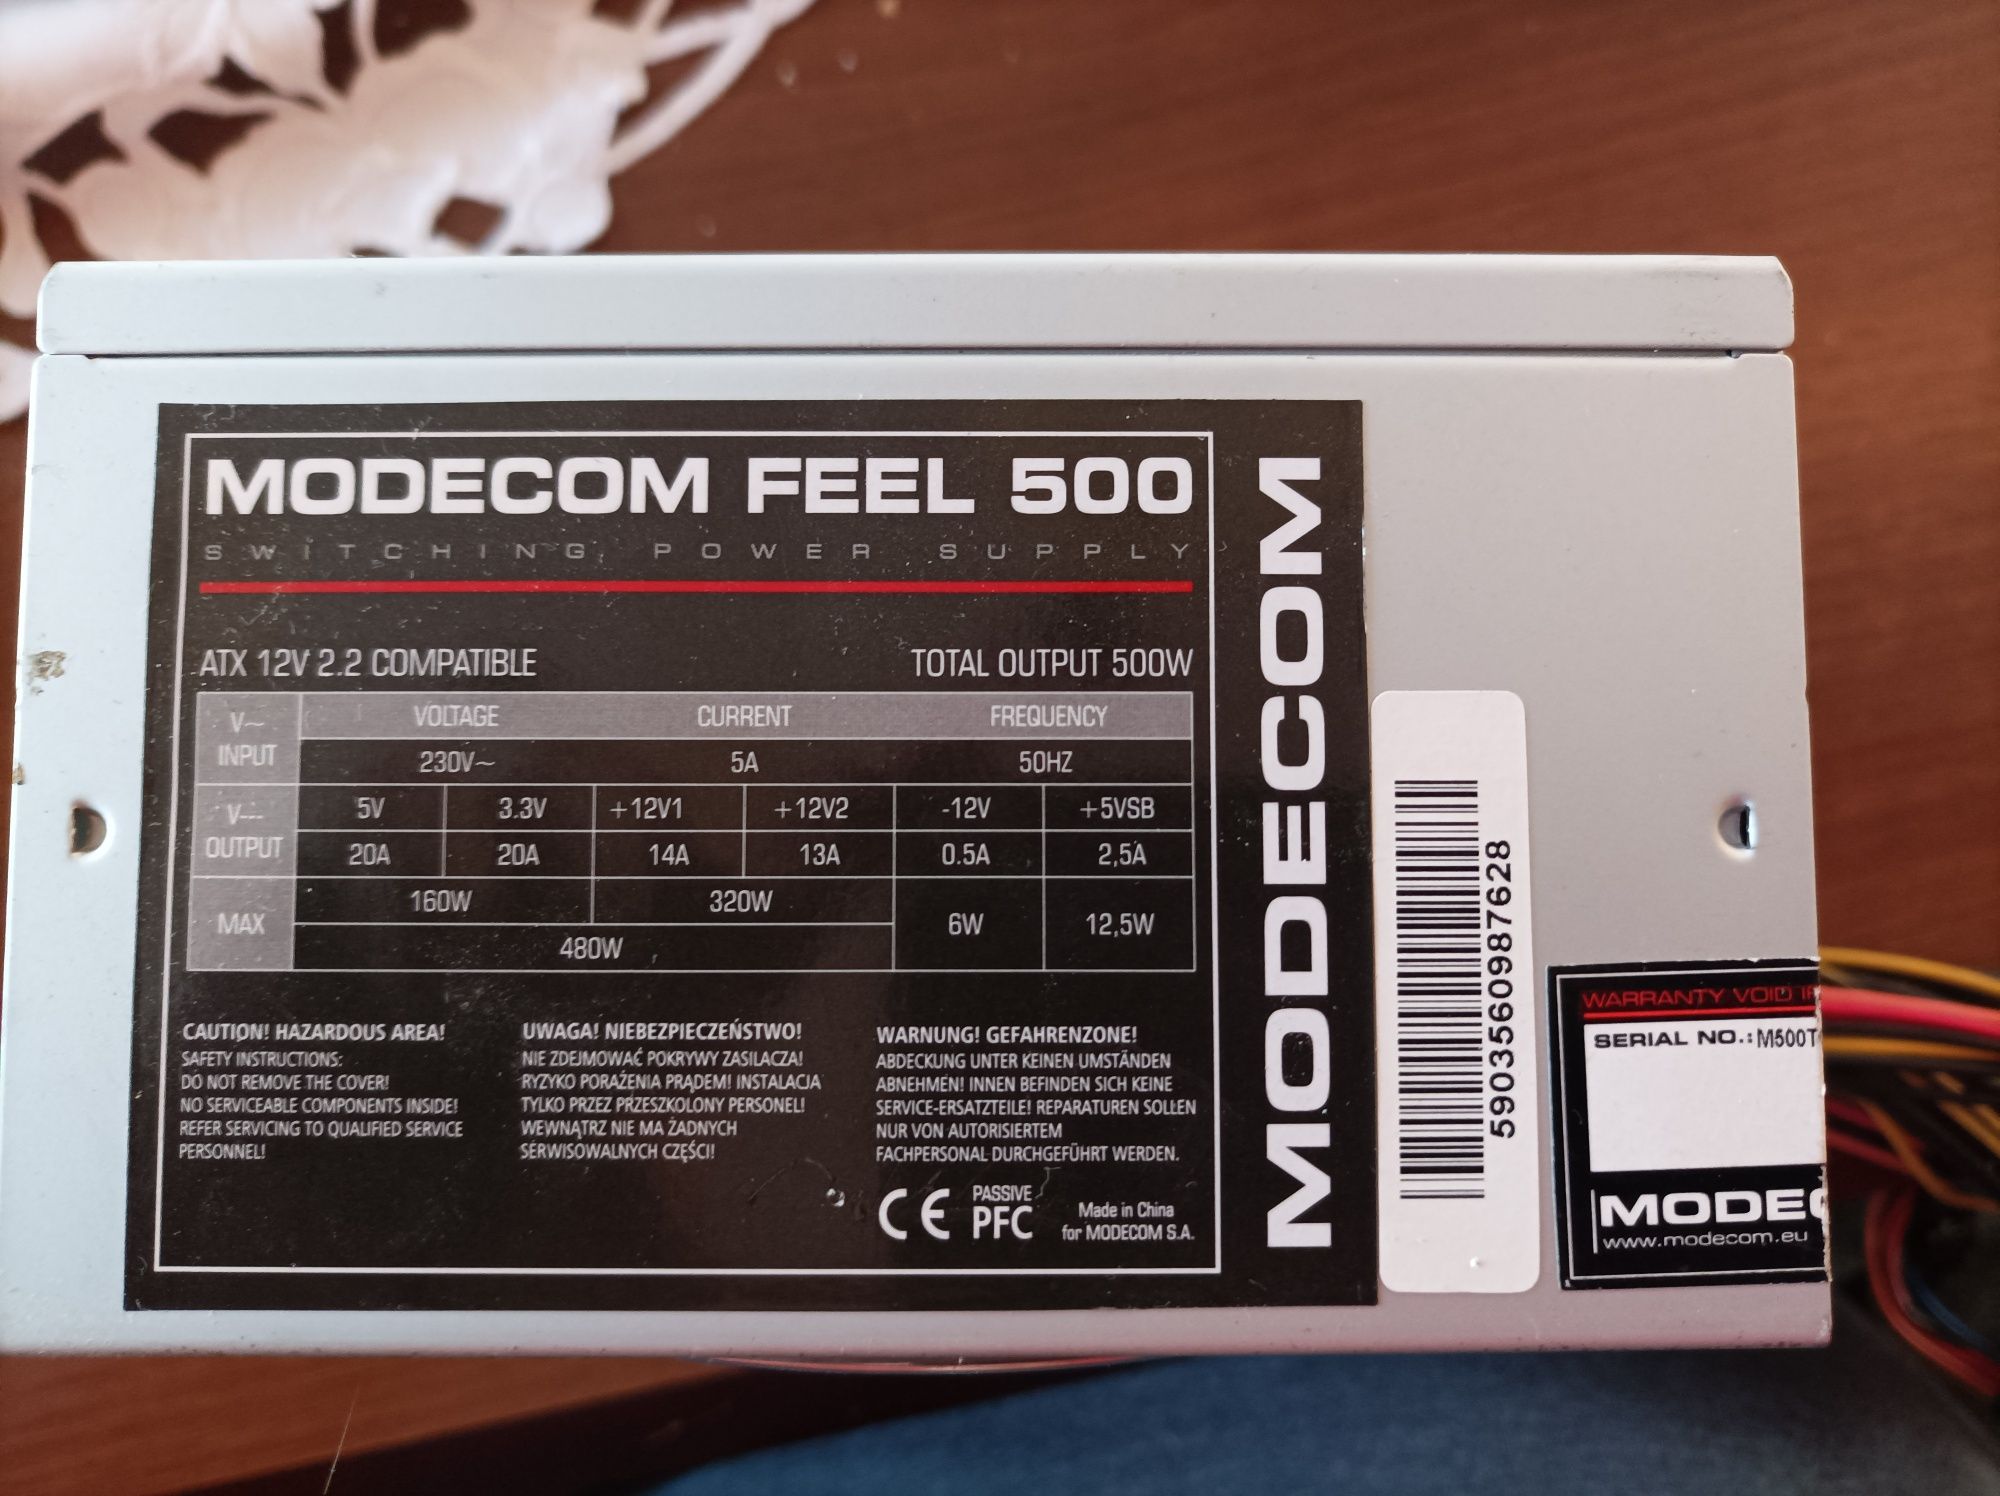 MODECOM FEEL 500
SWITCHING POWER SUPPLY
ATX 12V 2.2 COMPATIBLE TOTAL OUTPUT 500W
V~ INPUT VOLTAGE CURRENT FREQUENCY
230V~ 5A 50HZ
V--- OUTPUT 5V 3.3V +12V1 +12V2 -12V +5VSB
20A 20A 14A 13A 0.5A 2,5A
MAX 160W 320W 6W 12,5W
480W
CAUTION! HAZARDOUS AREA!
SAFETY INSTRUCTIONS:
DO NOT REMOVE THE COVER!
NO SERVICEABLE COMPONENTS INSIDE!
REFER SERVICING TO QUALIFIED SERVICE
PERSONNEL!
UWAGA! NIEBEZPIECZEŃSTWO!
NIE ZDEJMOWAĆ POKRYWY ZASILACZA!
RYZYKO PORAŻENIA PRĄDEM! INSTALACJA
TYLKO PRZEZ PRZESZKOLONY PERSONEL!
WEWNĄTRZ NIE MA ŻADNYCH
SERWISOWALNYCH CZĘŚCI!
WARNUNG! GEFAHRENZONE!
ABDECKUNG UNTER KEINEN UMSTÄNDEN
ABNEHMEN! INNEN BEFINDEN SICH KEINE
SERVICE-ERSATZTEILE! REPARATUREN SOLLEN
NUR VON AUTORISIERTEM
FACHPERSONAL DURCHGEFÜHRT WERDEN.
CE PASSIVE PFC
Made in China
for MODECOM S.A.
MODECOM
5903560987628
WARRANTY VOID IF
SERIAL NO.: M500T
MODEC
www.modecom.eu